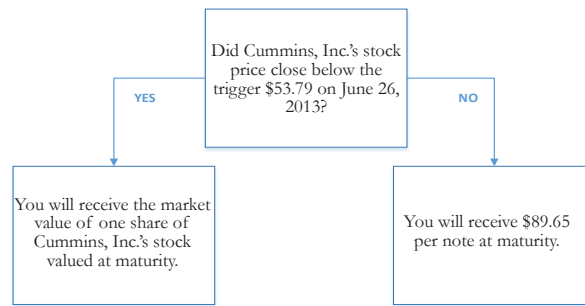 Did Cummins, Inc.'s stock
price close below the
trigger $53.79 on June 26,
2013?
YES
NO
You will receive the market
value of one share of
Cummins, Inc.'s stock
valued at maturity.
You will receive $89.65
per note at maturity.